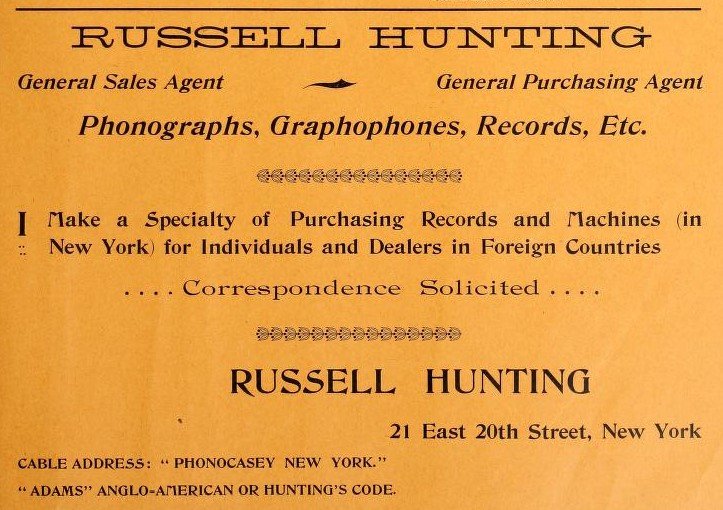 RUSSELL HUNTING
General Sales Agent General Purchasing Agent
Phonographs, Graphophones, Records, Etc.
I Make a Specialty of Purchasing Records and Machines (in
:: New York) for Individuals and Dealers in Foreign Countries
. . . . Correspondence Solicited . . . .
RUSSELL HUNTING
21 East 20th Street, New York
CABLE ADDRESS: "PHONOCASEY NEW YORK."
"ADAMS" ANGLO=AMERICAN OR HUNTING'S CODE.